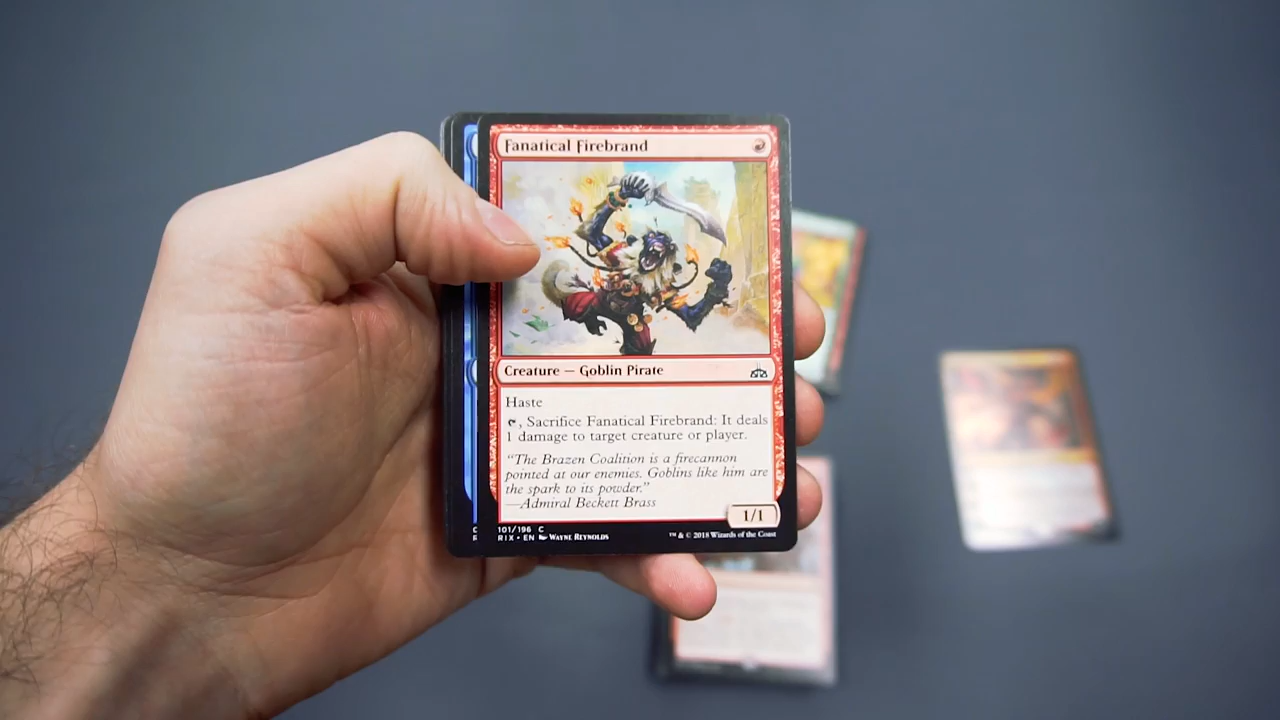 Fanatical Firebrand
Creature — Goblin Pirate
Haste
, Sacrifice Fanatical Firebrand: It deals
1 damage to target creature or player.
"The Brazen Coalition is a firecannon
pointed at our enemies. Goblins like him are
the spark to its powder."
—Admiral Beckett Brass
1/1
101/196 C
RIX • EN Wayne Reynolds
™ & © 2018 Wizards of the Coast